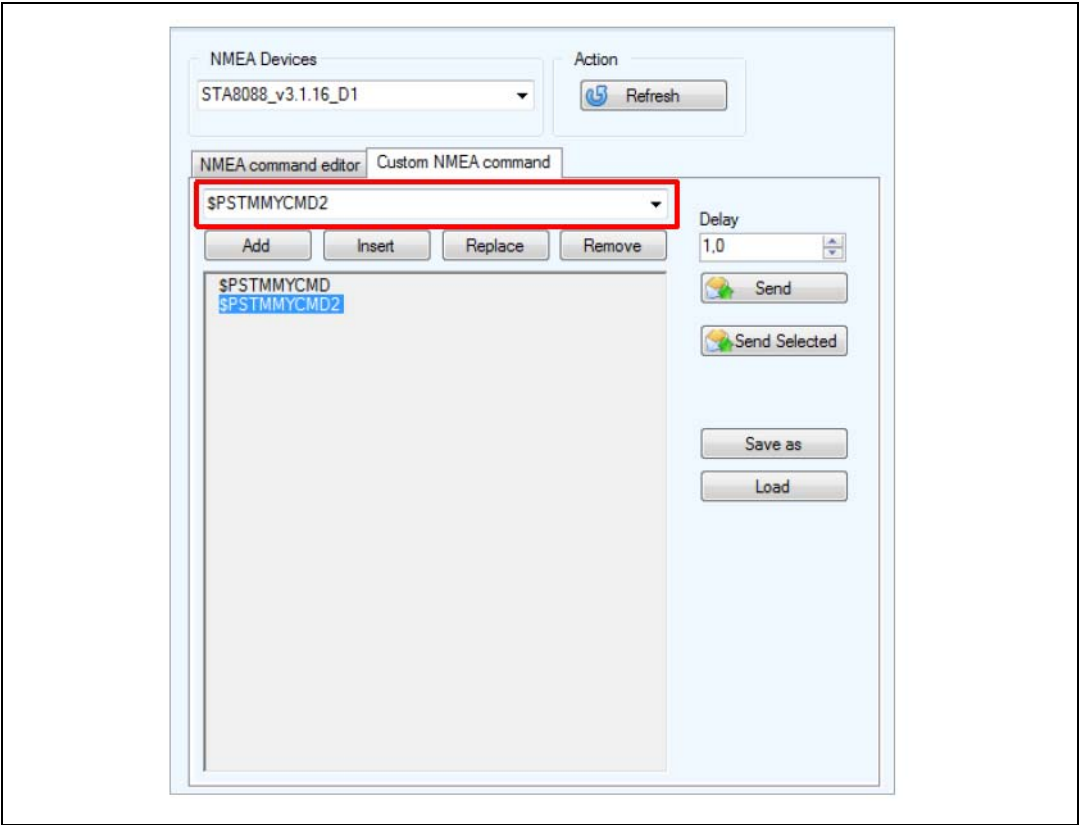 NMEA Devices
Action
STA8088_v3.1.16_D1
Refresh
NMEA command editor
Custom NMEA command
$PSTMMYCMD2
Delay
Add
Insert
Replace
Remove
1,0
$PSTMMYCMD
$PSTMMYCMD2
Send
Send Selected
Save as
Load